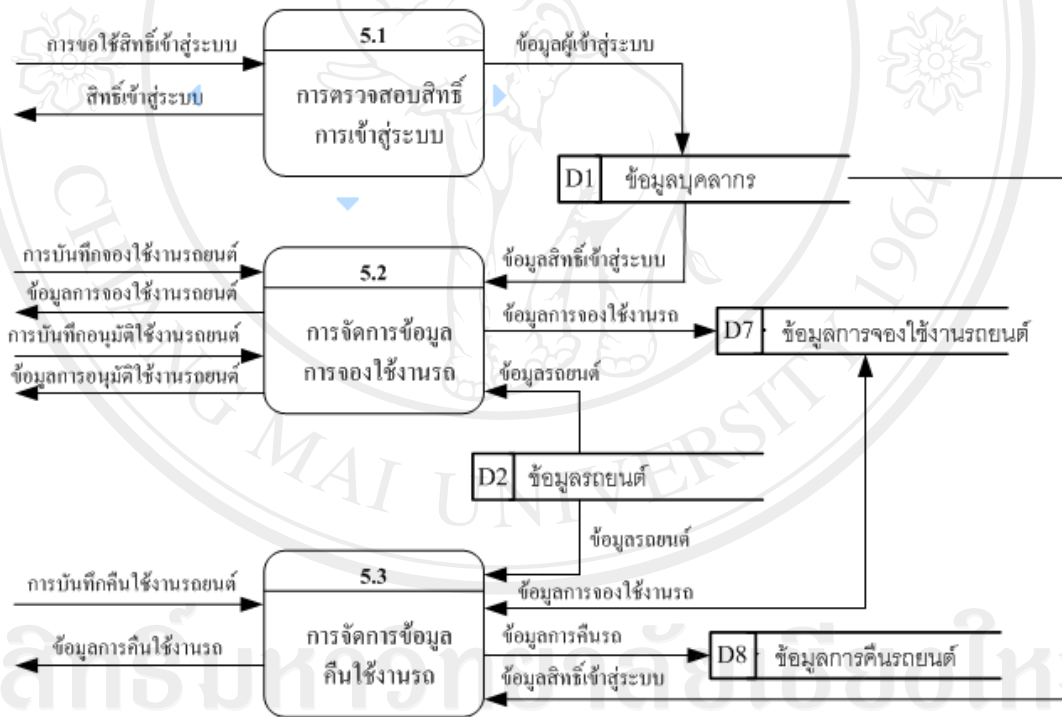 5.1
การขอใช้สิทธิ์เข้าสู่ระบบ
ข้อมูลผู้เข้าสู่ระบบ
สิทธิ์เข้าสู่ระบบ
การตรวจสอบสิทธิ์
การเข้าสู่ระบบ
D1 ข้อมูลบุคลากร
การบันทึกจองใช้งานรถยนต์
ข้อมูลสิทธิ์เข้าสู่ระบบ
5.2
ข้อมูลการจองใช้งานรถยนต์
ข้อมูลการจองใช้งานรถ
การบันทึกอนุมัติใช้งานรถยนต์
การจัดการข้อมูล
การจองใช้งานรถ
D7 ข้อมูลการจองใช้งานรถยนต์
ข้อมูลการอนุมัติใช้งานรถยนต์
ข้อมูลรถยนต์
D2 ข้อมูลรถยนต์
ข้อมูลรถยนต์
5.3
การบันทึกคืนใช้งานรถยนต์
ข้อมูลการจองใช้งานรถ
การจัดการข้อมูล
คืนใช้งานรถ
ข้อมูลการคืนรถ
ข้อมูลการคืนใช้งานรถ
D8 ข้อมูลการคืนรถยนต์
ข้อมูลสิทธิ์เข้าสู่ระบบ
CHIANG MAI UNIVERSITY 1964